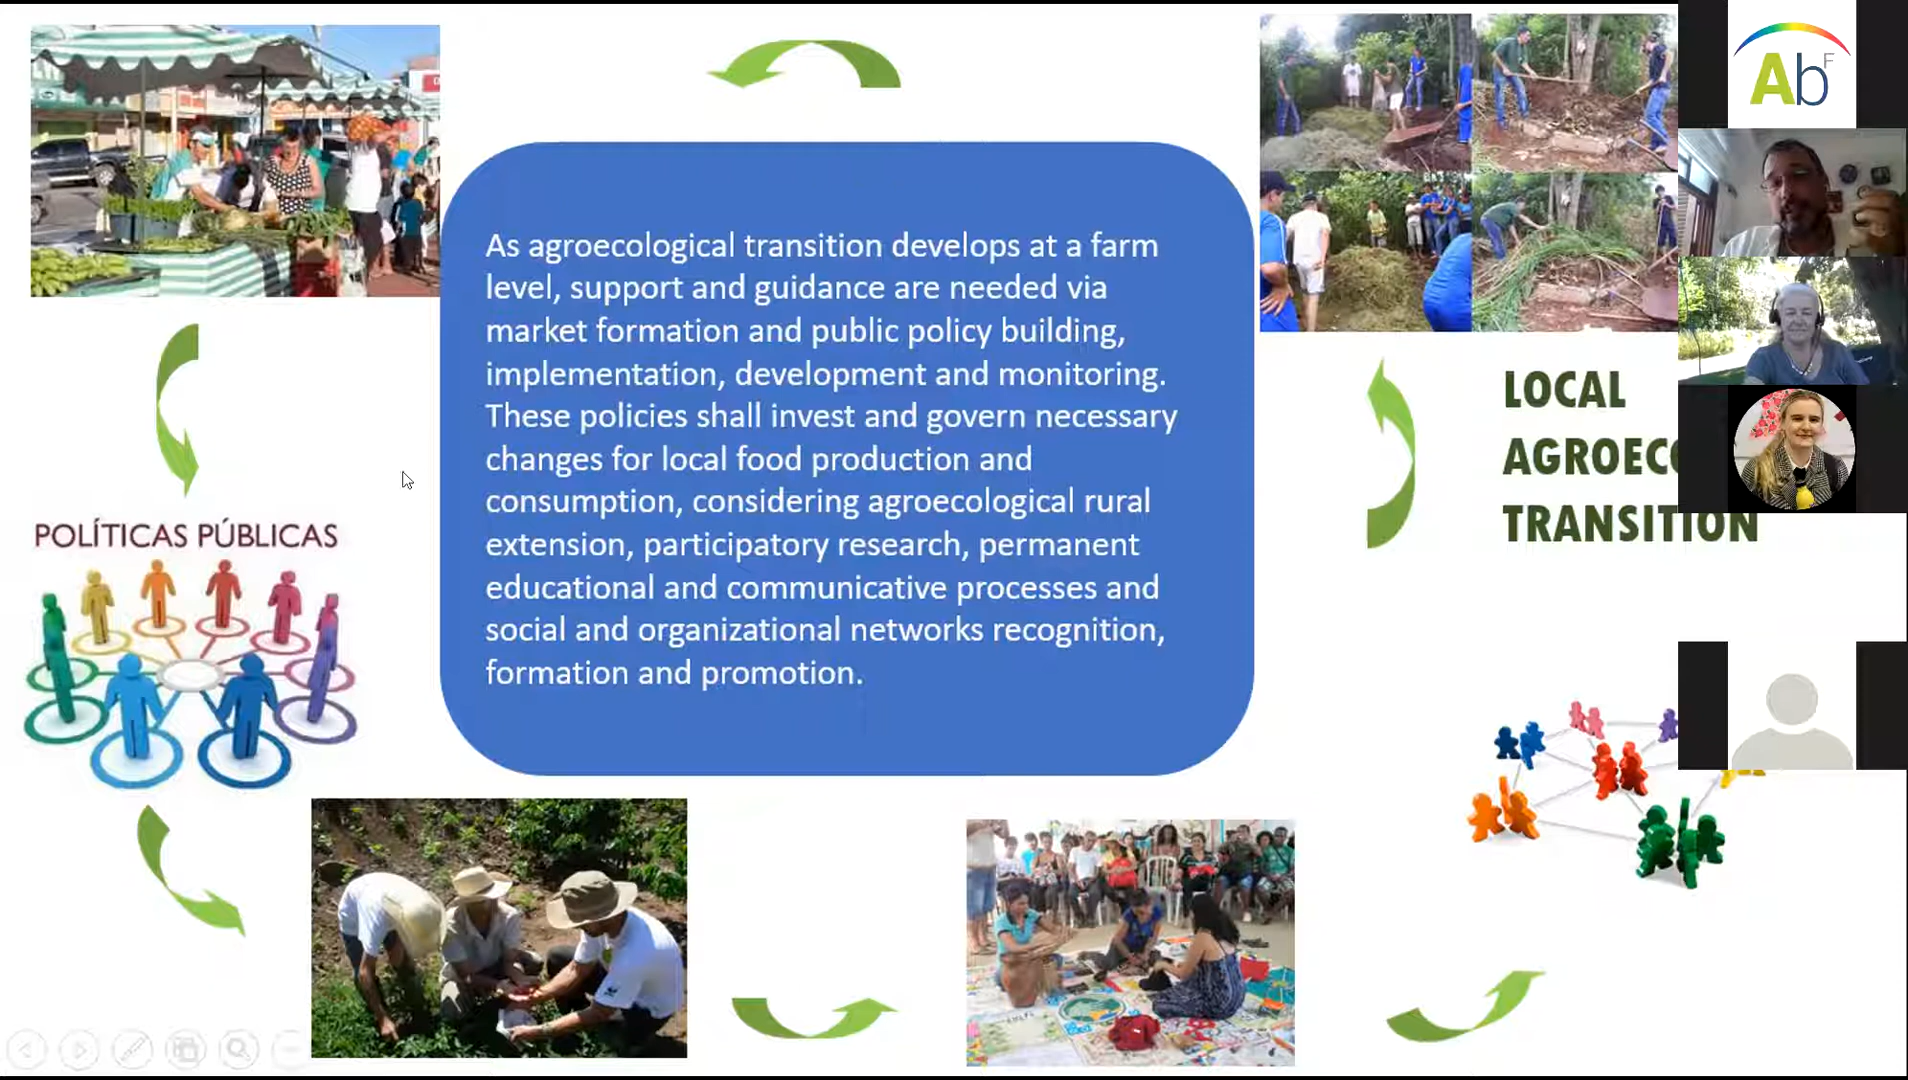 As agroecological transition develops at a farm
level, support and guidance are needed via
market formation and public policy building,
implementation, development and monitoring.
These policies shall invest and govern necessary
changes for local food production and
consumption, considering agroecological rural
extension, participatory research, permanent
educational and communicative processes and
social and organizational networks recognition,
formation and promotion.
POLÍTICAS PÚBLICAS
LOCAL
AGROEC
TRANSITION
AbF